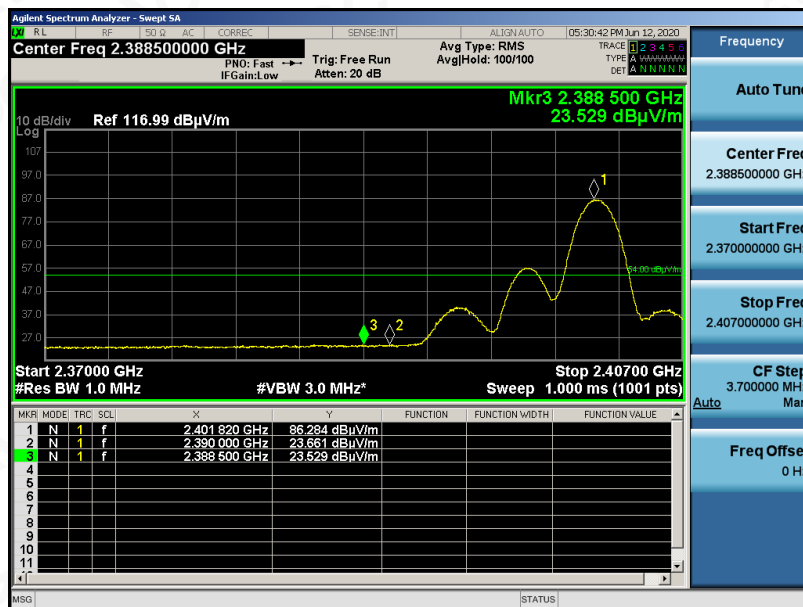 Agilent Spectrum Analyzer - Swept SA
LXI RL RF 50 Ω AC CORREC SENSE:INT ALIGN AUTO 05:30:42 PM Jun 12, 2020
Center Freq 2.388500000 GHz
PNO: Fast
IFGain:Low
Trig: Free Run
Atten: 20 dB
Avg Type: RMS
Avg|Hold: 100/100
TRACE 1 2 3 4 5 6
TYPE A WWWWW
DET A N N N N N
Mkr3 2.388 500 GHz
23.529 dBµV/m
10 dB/div Ref 116.99 dBµV/m
Log
107
97.0
87.0
77.0
67.0
57.0
47.0
37.0
27.0
1
54.00 dBµV/m
3 2
Start 2.37000 GHz Stop 2.40700 GHz
#Res BW 1.0 MHz #VBW 3.0 MHz* Sweep 1.000 ms (1001 pts)
MKR MODE TRC SCL X Y FUNCTION FUNCTION WIDTH FUNCTION VALUE
1 N 1 f 2.401 820 GHz 86.284 dBµV/m
2 N 1 f 2.390 000 GHz 23.661 dBµV/m
3 N 1 f 2.388 500 GHz 23.529 dBµV/m
4
5
6
7
8
9
10
11
MSG STATUS
Frequency
Auto Tun
Center Fre
2.388500000 GH
Start Fre
2.370000000 GH
Stop Fre
2.407000000 GH
CF Step
3.700000 MH
Auto Man
Freq Offse
0 H